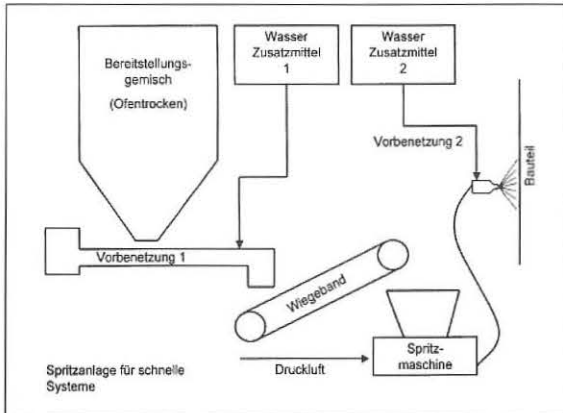 Bereitstellungs-
gemisch
(Ofentrocken)
Wasser
Zusatzmittel
1
Wasser
Zusatzmittel
2
Vorbenetzung 2
Bauteil
Vorbenetzung 1
Wiegeband
Spritz-
maschine
Druckluft
Spritzanlage für schnelle
Systeme